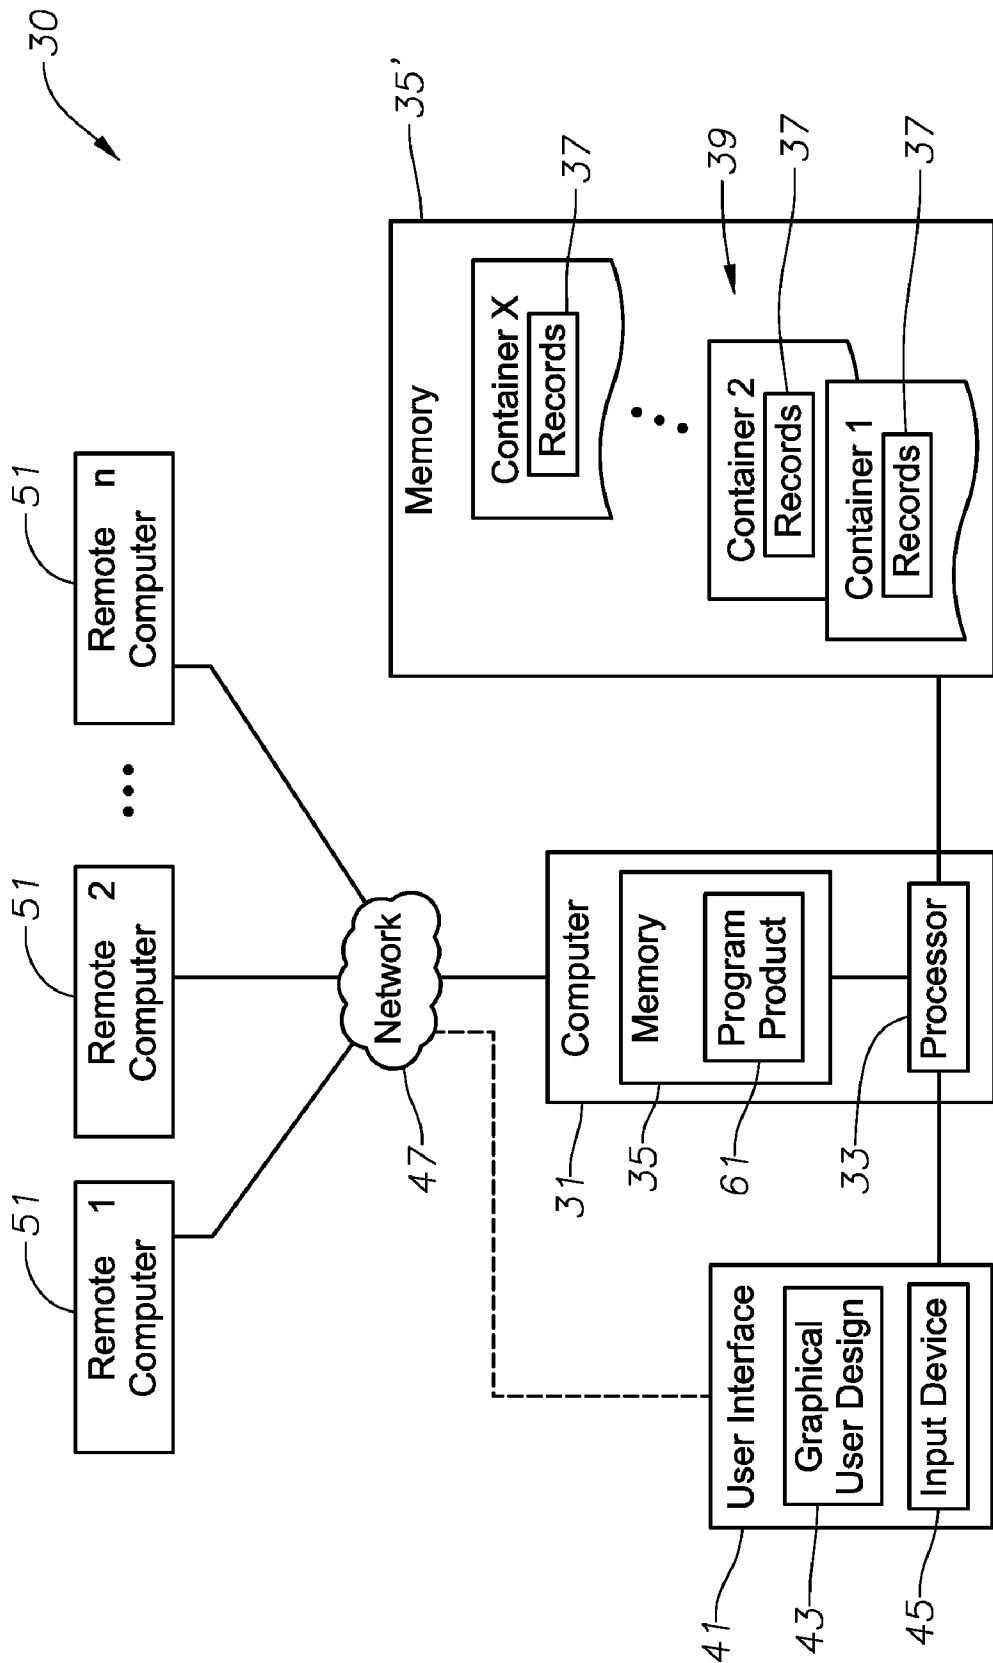 30
51
51
51
Remote 1
Computer
Remote 2
Computer
Remote n
Computer
Network
47
35'
Memory
Container X
Records
37
39
Container 2
Records
37
Container 1
Records
37
Computer
Memory
Program
Product
Processor
31
35
61
33
User Interface
Graphical
User Design
Input Device
41
43
45